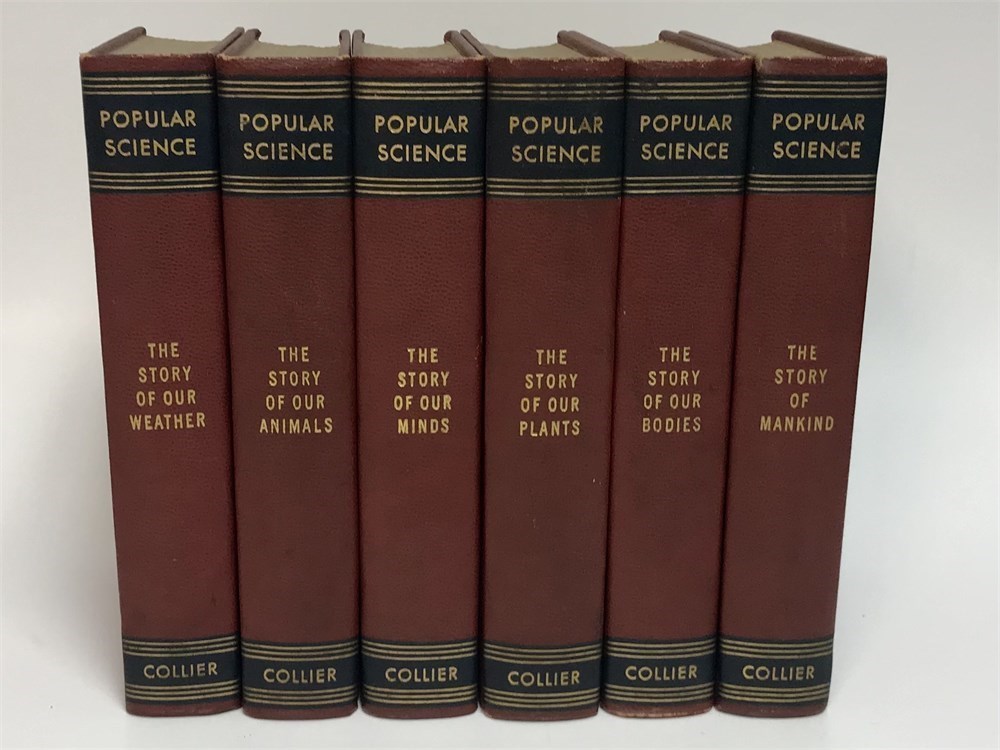 POPULAR
SCIENCE
THE
STORY
OF OUR
WEATHER
COLLIER
POPULAR
SCIENCE
THE
STORY
OF OUR
ANIMALS
COLLIER
POPULAR
SCIENCE
THE
STORY
OF OUR
MINDS
COLLIER
POPULAR
SCIENCE
THE
STORY
OF OUR
PLANTS
COLLIER
POPULAR
SCIENCE
THE
STORY
OF OUR
BODIES
COLLIER
POPULAR
SCIENCE
THE
STORY
OF
MANKIND
COLLIER